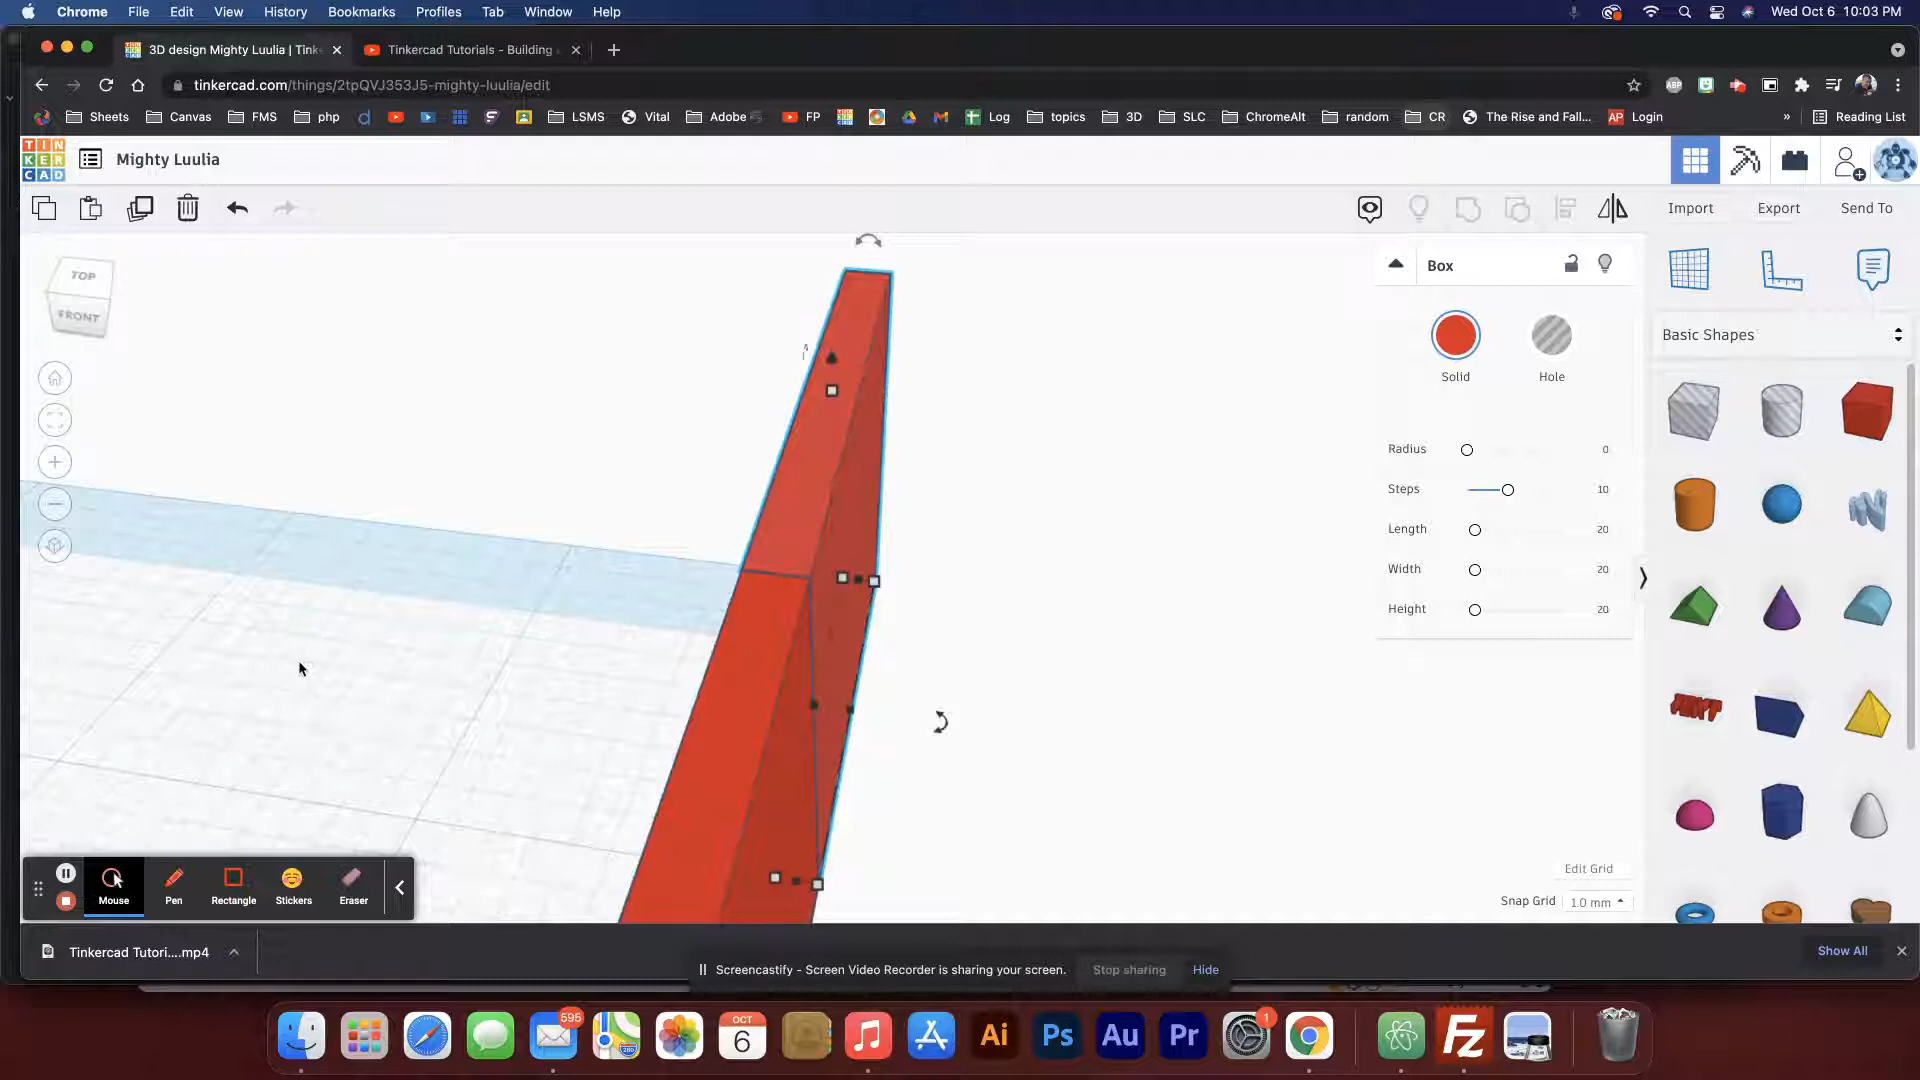 Chrome File Edit View History Bookmarks Profiles Tab Window Help Wed Oct 6 10:03 PM
3D design Mighty Luulia | Tink Tinkercad Tutorials - Building
tinkercad.com/things/2tpQVJ353J5-mighty-luulia/edit
Sheets Canvas FMS php LSMS Vital Adobe FP Log topics 3D SLC ChromeAlt random CR The Rise and Fall... AP Login » Reading List
TIN
KER
CAD
Mighty Luulia
Import Export Send To
TOP
FRONT
Box
Solid Hole
Basic Shapes
Radius 0
Steps 10
Length 20
Width 20
Height 20
Edit Grid
Snap Grid 1.0 mm
Mouse Pen Rectangle Stickers Eraser
Tinkercad Tutori....mp4
Show All
Screencastify - Screen Video Recorder is sharing your screen. Stop sharing Hide
595
OCT
6
Ai Ps Au Pr
1
Fz